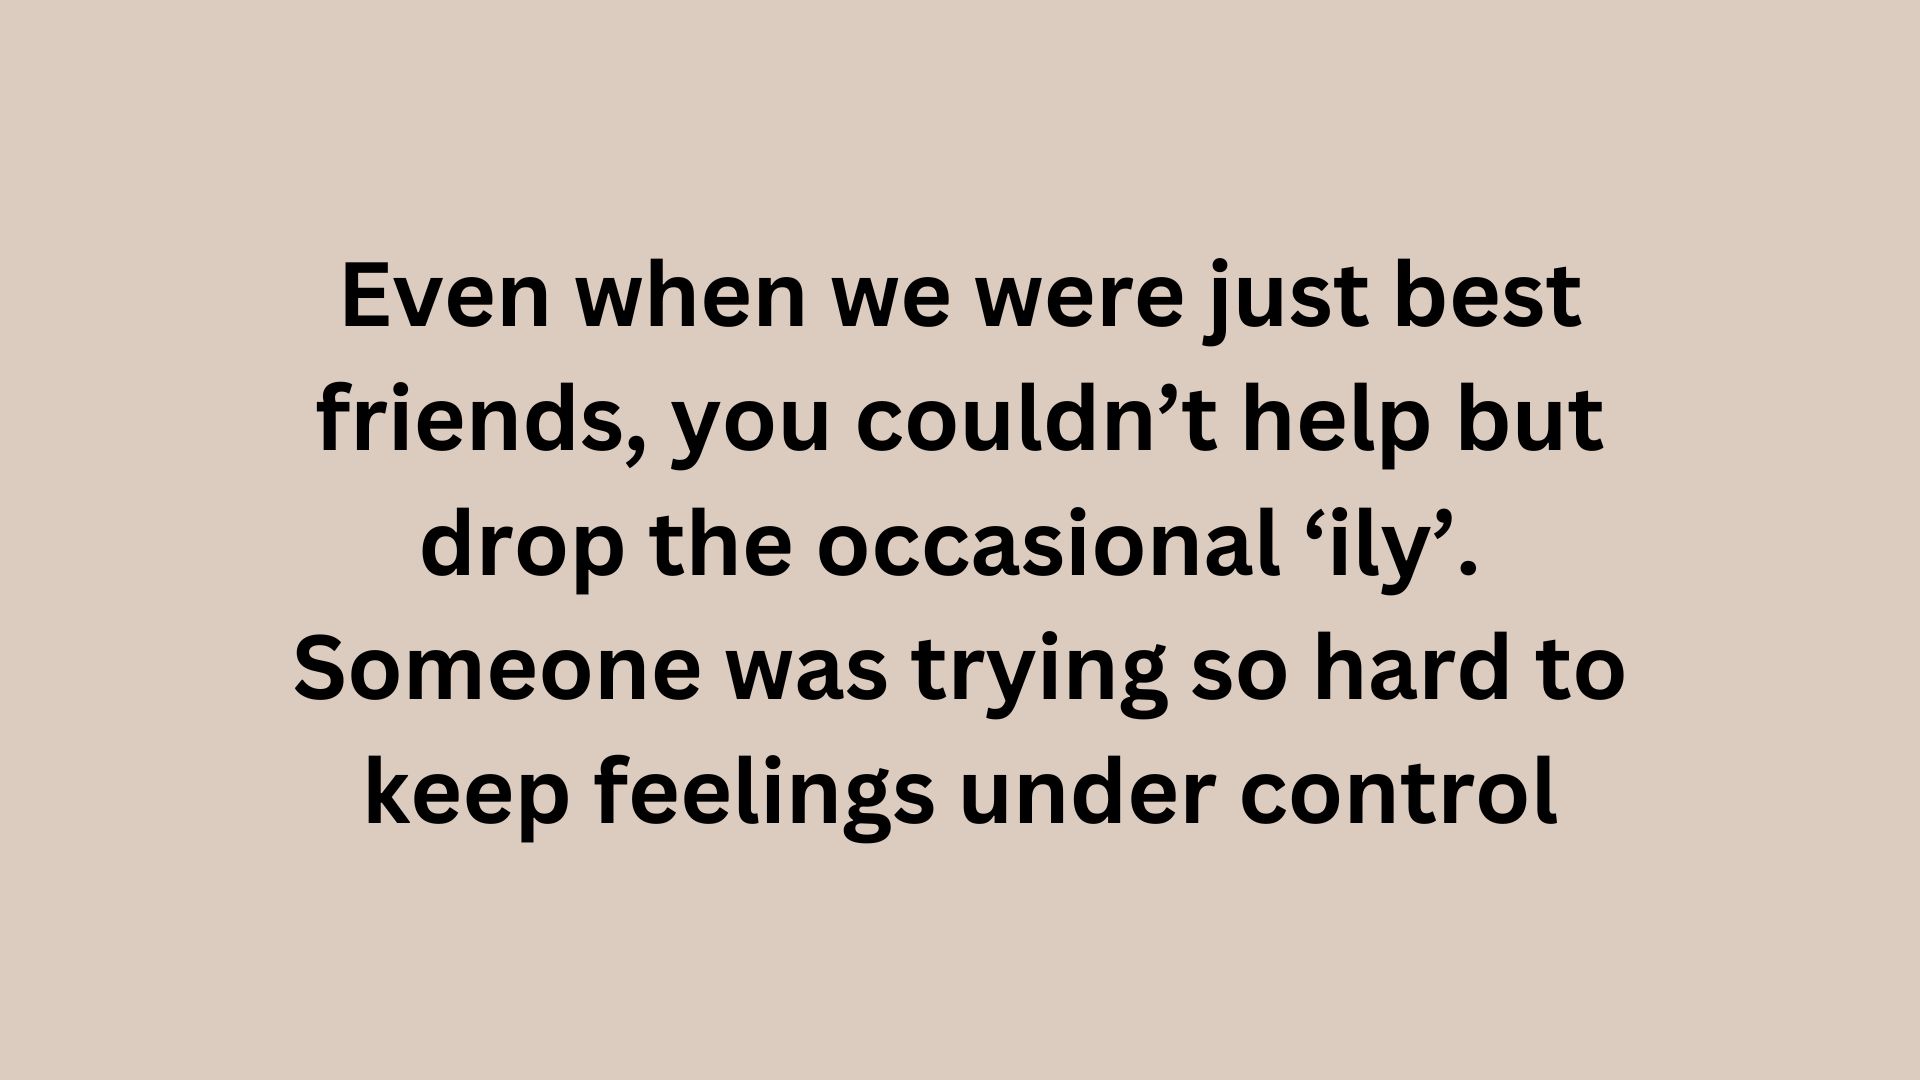 Even when we were just best
friends, you couldn’t help but
drop the occasional ‘ily’.
Someone was trying so hard to
keep feelings under control